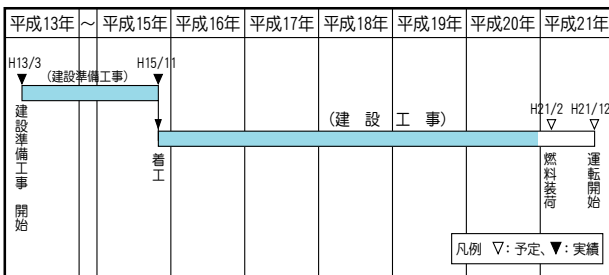 平成13年 ～ 平成15年 平成16年 平成17年 平成18年 平成19年 平成20年 平成21年
H13/3 H15/11
（建設準備工事）
（建設工事）
H21/2 H21/12
建設準備工事 開始
着工
燃料装荷
運転開始
凡例 ▽：予定、▼：実績